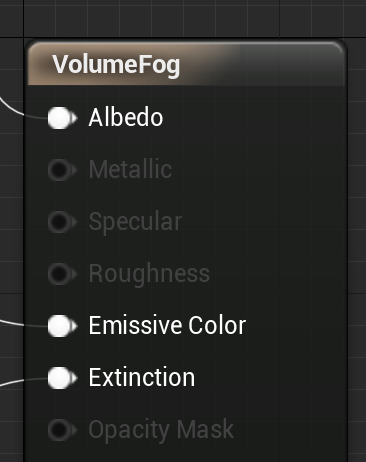 VolumeFog
Albedo
Metallic
Specular
Roughness
Emissive Color
Extinction
Opacity Mask